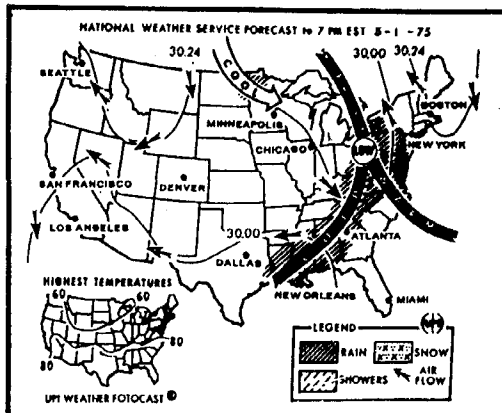 NATIONAL WEATHER SERVICE FORECAST to 7 PM EST 5-1-75
30.24
30.00
30.24
SEATTLE
COOL
BOSTON
MINNEAPOLIS
NEW YORK
CHICAGO
LOW
SAN FRANCISCO
DENVER
LOS ANGELES
30.00
ATLANTA
DALLAS
NEW ORLEANS
MIAMI
HIGHEST TEMPERATURES
60
60
80
80
UPI WEATHER FOTOCAST ©
LEGEND
RAIN
SNOW
SHOWERS
AIR
FLOW